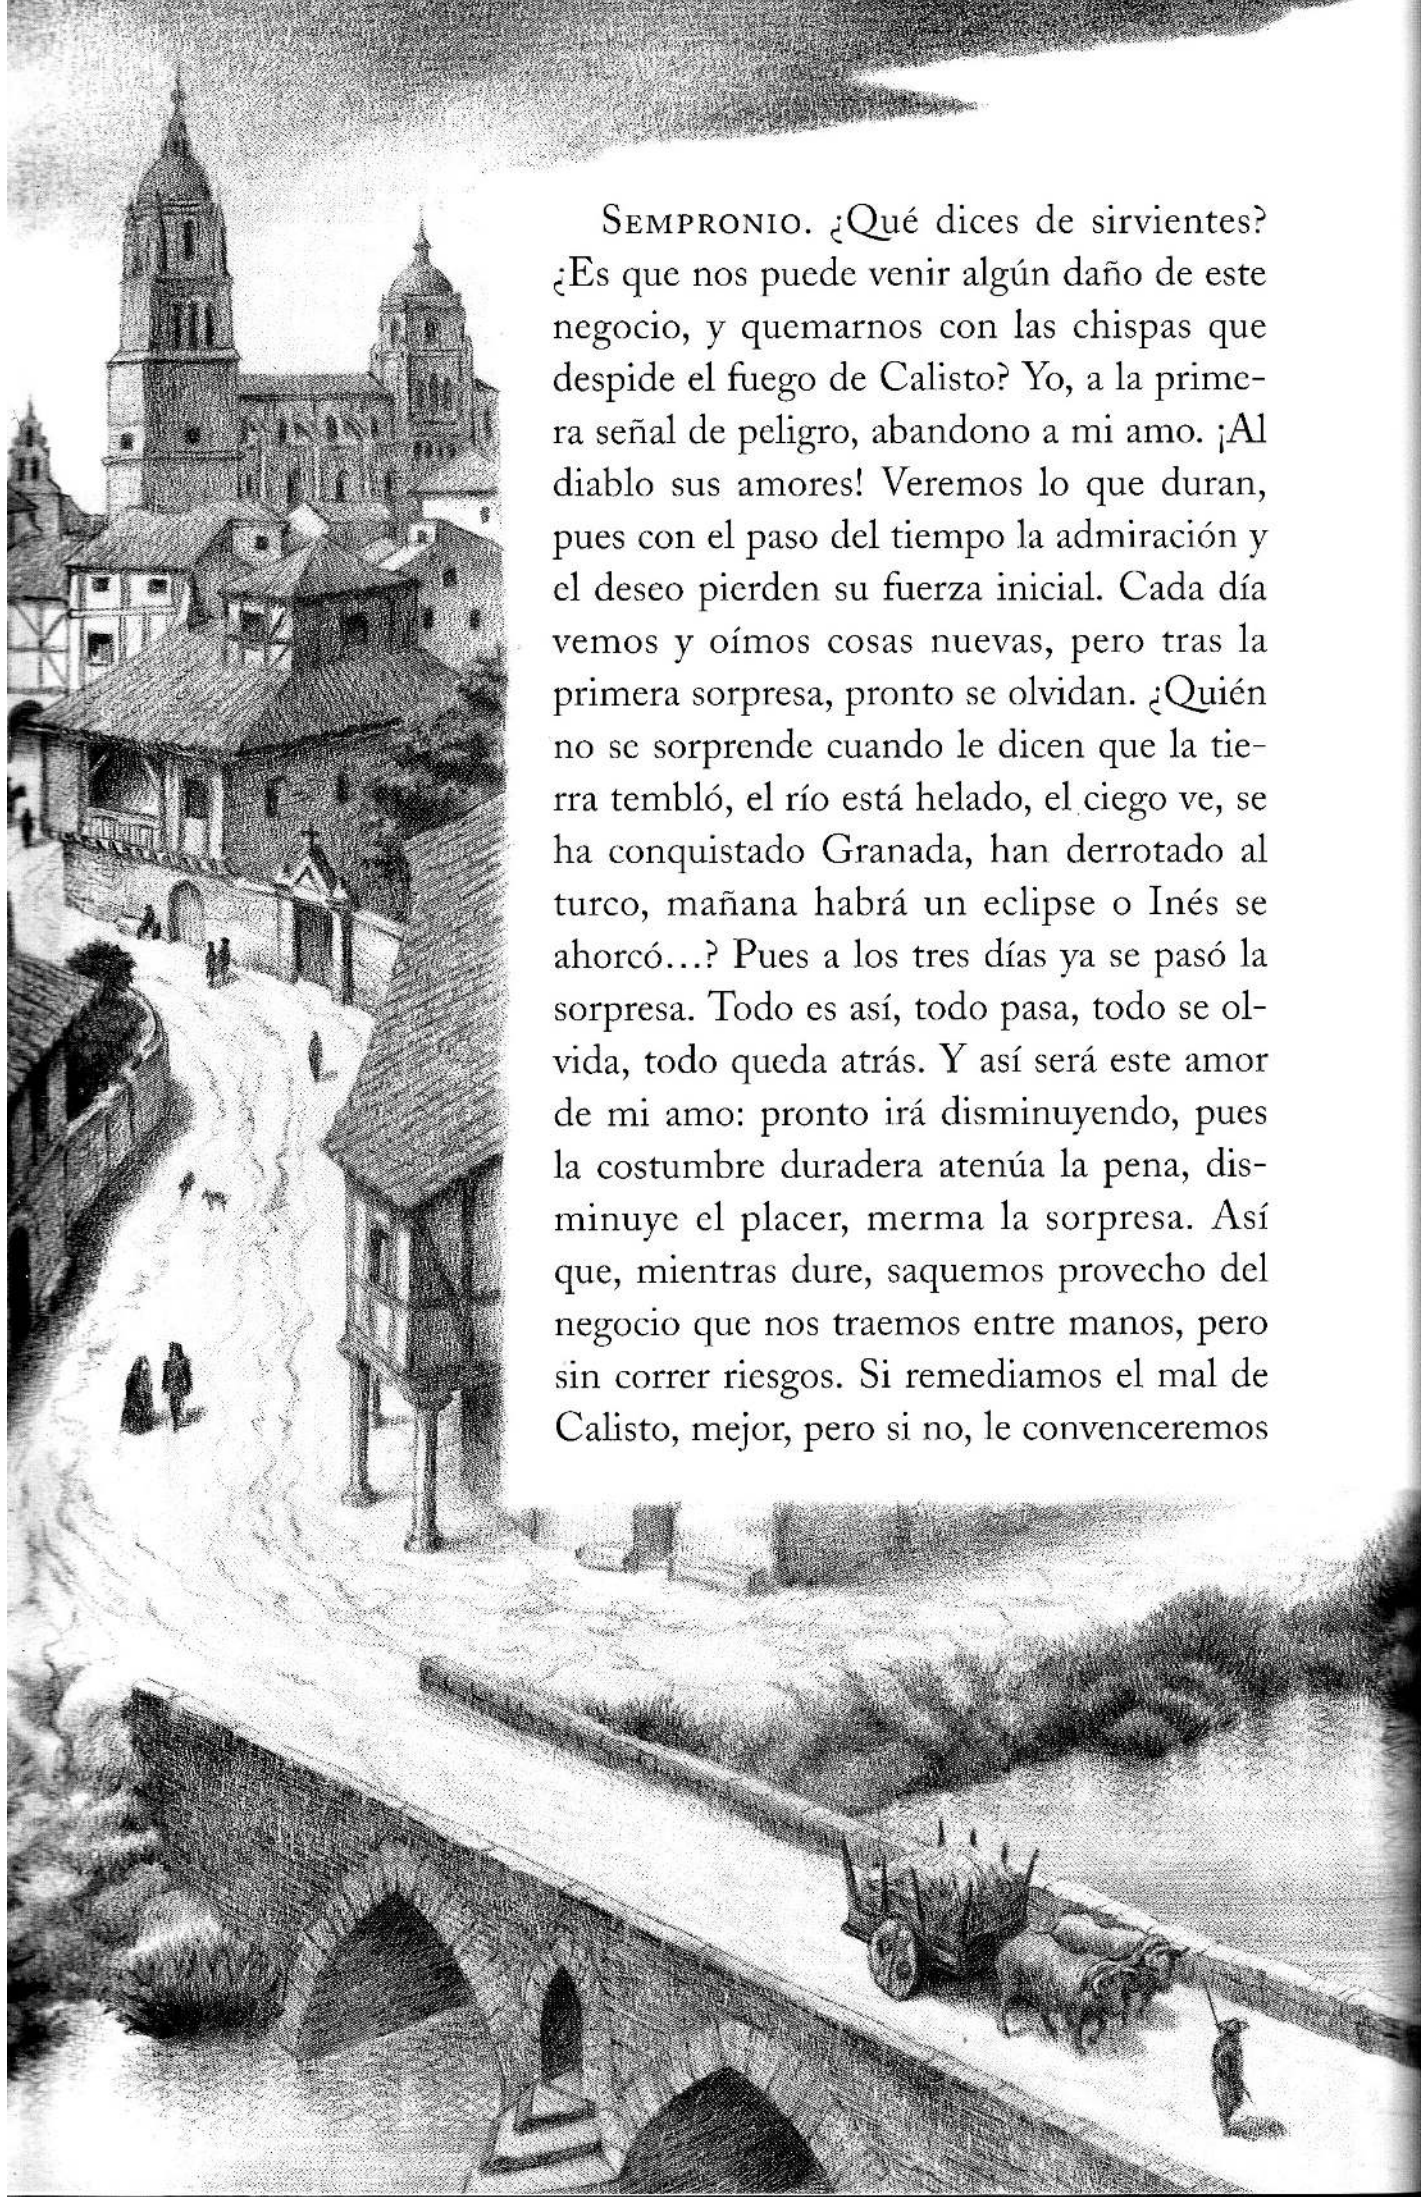 SEMPRONIO. ¿Qué dices de sirvientes?
¿Es que nos puede venir algún daño de este
negocio, y quemarnos con las chispas que
despide el fuego de Calisto? Yo, a la prime-
ra señal de peligro, abandono a mi amo. ¡Al
diablo sus amores! Veremos lo que duran,
pues con el paso del tiempo la admiración y
el deseo pierden su fuerza inicial. Cada día
vemos y oímos cosas nuevas, pero tras la
primera sorpresa, pronto se olvidan. ¿Quién
no se sorprende cuando le dicen que la tie-
rra tembló, el río está helado, el ciego ve, se
ha conquistado Granada, han derrotado al
turco, mañana habrá un eclipse o Inés se
ahorcó...? Pues a los tres días ya se pasó la
sorpresa. Todo es así, todo pasa, todo se ol-
vida, todo queda atrás. Y así será este amor
de mi amo: pronto irá disminuyendo, pues
la costumbre duradera atenúa la pena, dis-
minuye el placer, merma la sorpresa. Así
que, mientras dure, saquemos provecho del
negocio que nos traemos entre manos, pero
sin correr riesgos. Si remediamos el mal de
Calisto, mejor, pero si no, le convenceremos